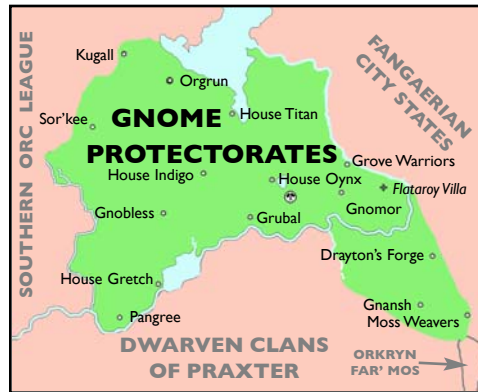 Kugall
Orgrun
SOUTHERN ORC LEAGUE
FANGAERIAN
CITY STATES
Sor'kee
GNOME
House Titan
PROTECTORATES
Grove Warriors
House Indigo
House Oynx
Flataroy Villa
Gnobless
Grubal
Gnomor
Drayton's Forge
House Gretch
Gnansh
Pangree
Moss Weavers
DWARVEN CLANS
OF PRAXTER
ORKRYN
FAR' MOS